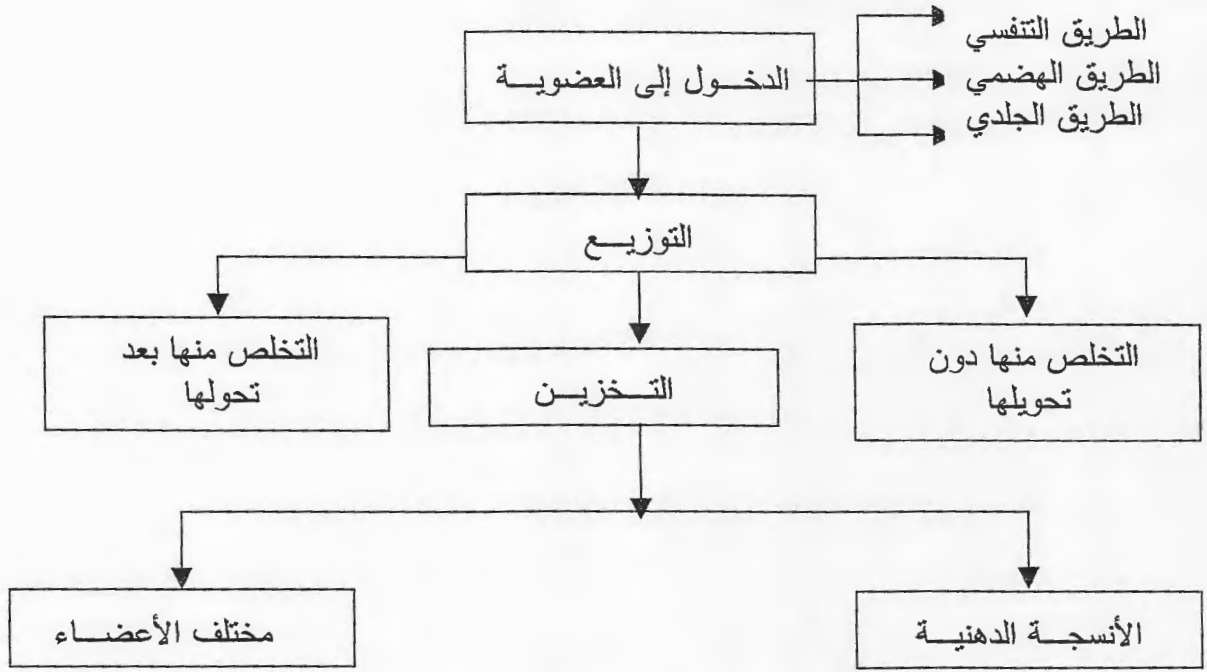 الطريق التنفسي
الدخول إلى العضوية
الطريق الهضمي
الطريق الجلدي
التوزيع
التخلص منها دون
تحويلها
التخزين
التخلص منها بعد
تحولها
الأنسجة الدهنية
مختلف الأعضاء